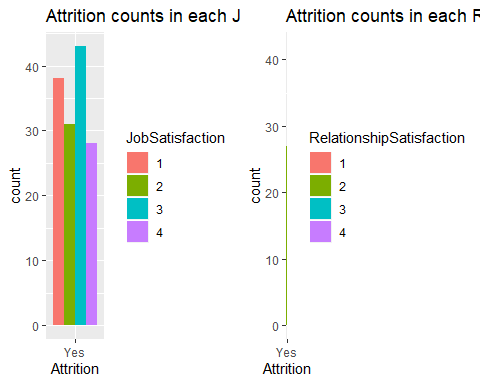 Attrition counts in each J
count
40
30
20
10
0
Yes
Attrition
JobSatisfaction
1
2
3
4
Attrition counts in each R
count
40
30
20
10
0
Yes
Attrition
RelationshipSatisfaction
1
2
3
4